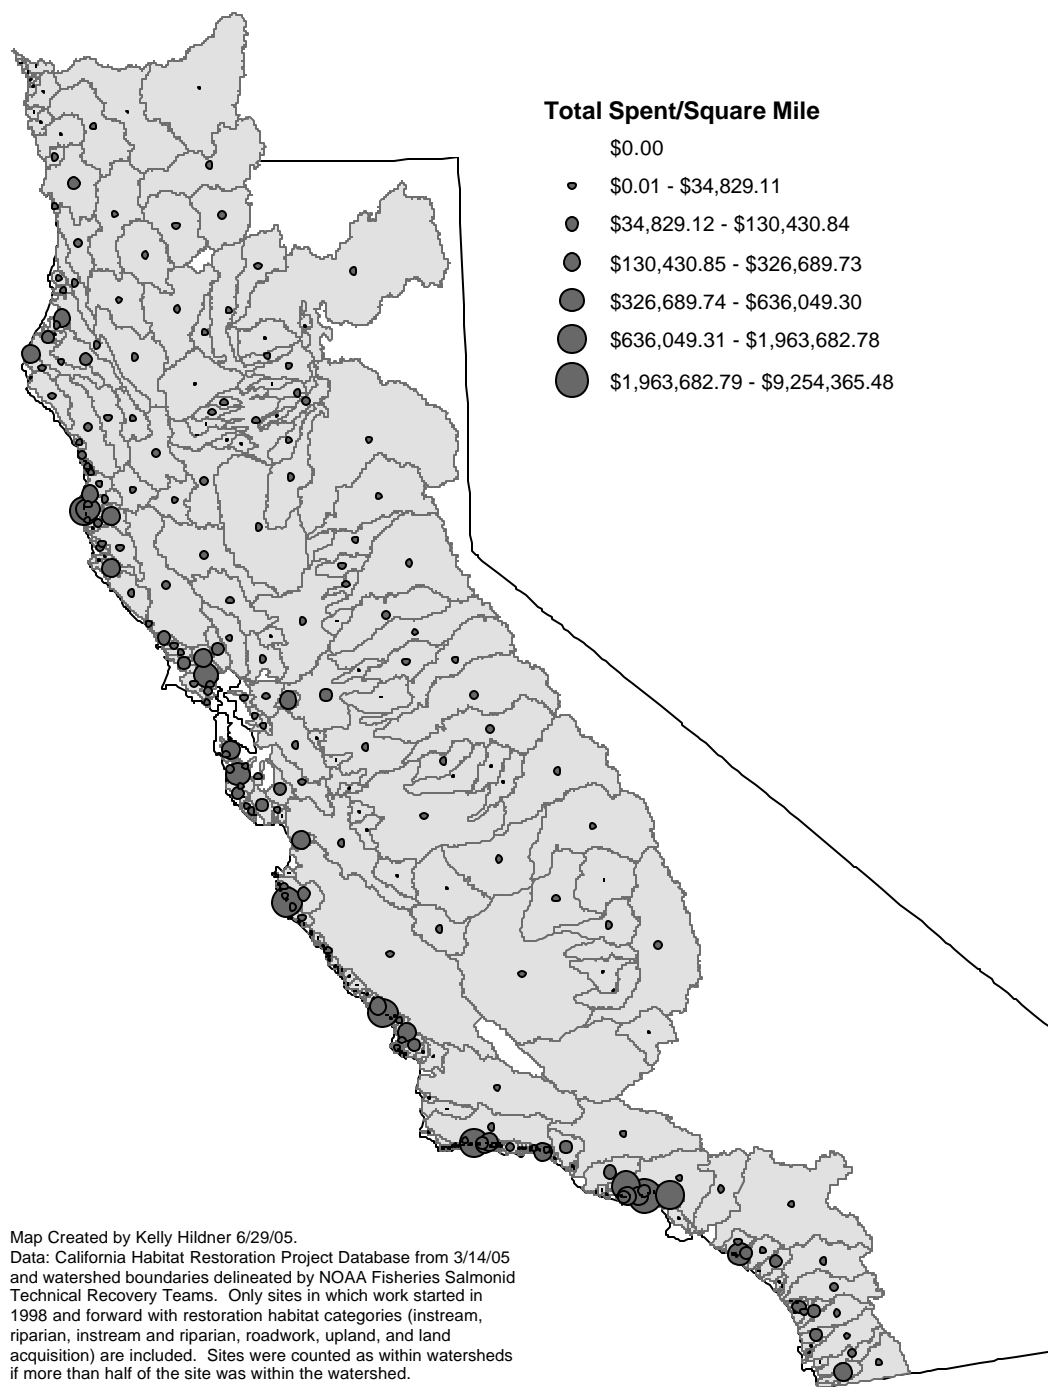 Total Spent/Square Mile
$0.00
$0.01 - $34,829.11
$34,829.12 - $130,430.84
$130,430.85 - $326,689.73
$326,689.74 - $636,049.30
$636,049.31 - $1,963,682.78
$1,963,682.79 - $9,254,365.48
Map Created by Kelly Hildner 6/29/05.
Data: California Habitat Restoration Project Database from 3/14/05
and watershed boundaries delineated by NOAA Fisheries Salmonid
Technical Recovery Teams.  Only sites in which work started in
1998 and forward with restoration habitat categories (instream,
riparian, instream and riparian, roadwork, upland, and land
acquisition) are included.  Sites were counted as within watersheds
if more than half of the site was within the watershed.